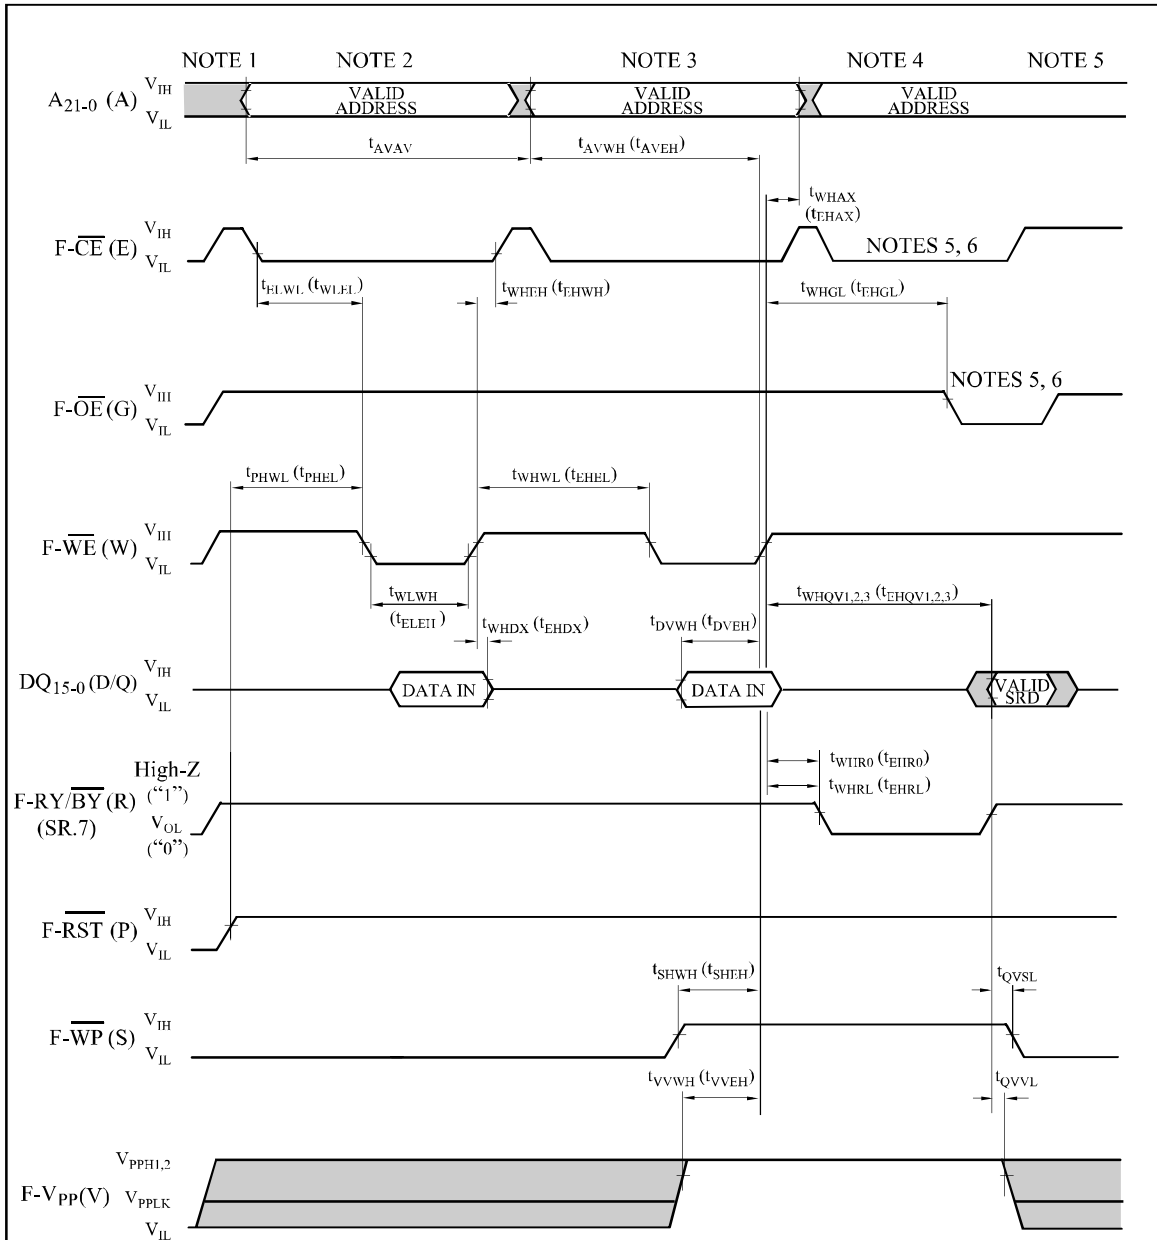 NOTE 1 NOTE 2 NOTE 3 NOTE 4 NOTE 5
A21-0 (A) VIH VIL
VALID ADDRESS
VALID ADDRESS
VALID ADDRESS
tAVAV
tAVWH (tAVEH)
tWHAX
(tEHAX)
F-CE (E) VIH VIL
NOTES 5, 6
tELWL (tWLEL)
tWHEH (tEHWH)
tWHGL (tEHGL)
F-OE (G) VIH VIL
NOTES 5, 6
tPHWL (tPHEL)
tWHWL (tEHEL)
F-WE (W) VIH VIL
tWLWH
(tELEH)
tWHDX (tEHDX)
tDVWH (tDVEH)
tWHQV1,2,3 (tEHQV1,2,3)
DQ15-0 (D/Q) VIH VIL
DATA IN
DATA IN
VALID SRD
tWHR0 (tEHR0)
tWHRL (tEHRL)
High-Z
("1")
F-RY/BY (R)
(SR.7)
VOL
("0")
F-RST (P) VIH VIL
tSHWH (tSHEH)
tQVSL
F-WP (S) VIH VIL
tVVWH (tVVEH)
tQVVL
F-VPP (V) VPPH1,2 VPPLK VIL